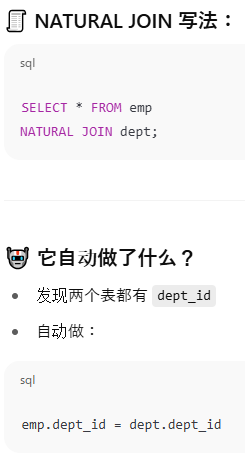 NATURAL JOIN 写法：
sql
SELECT * FROM emp
NATURAL JOIN dept;
它自动做了什么？
发现两个表都有 dept_id
自动做：
sql
emp.dept_id = dept.dept_id